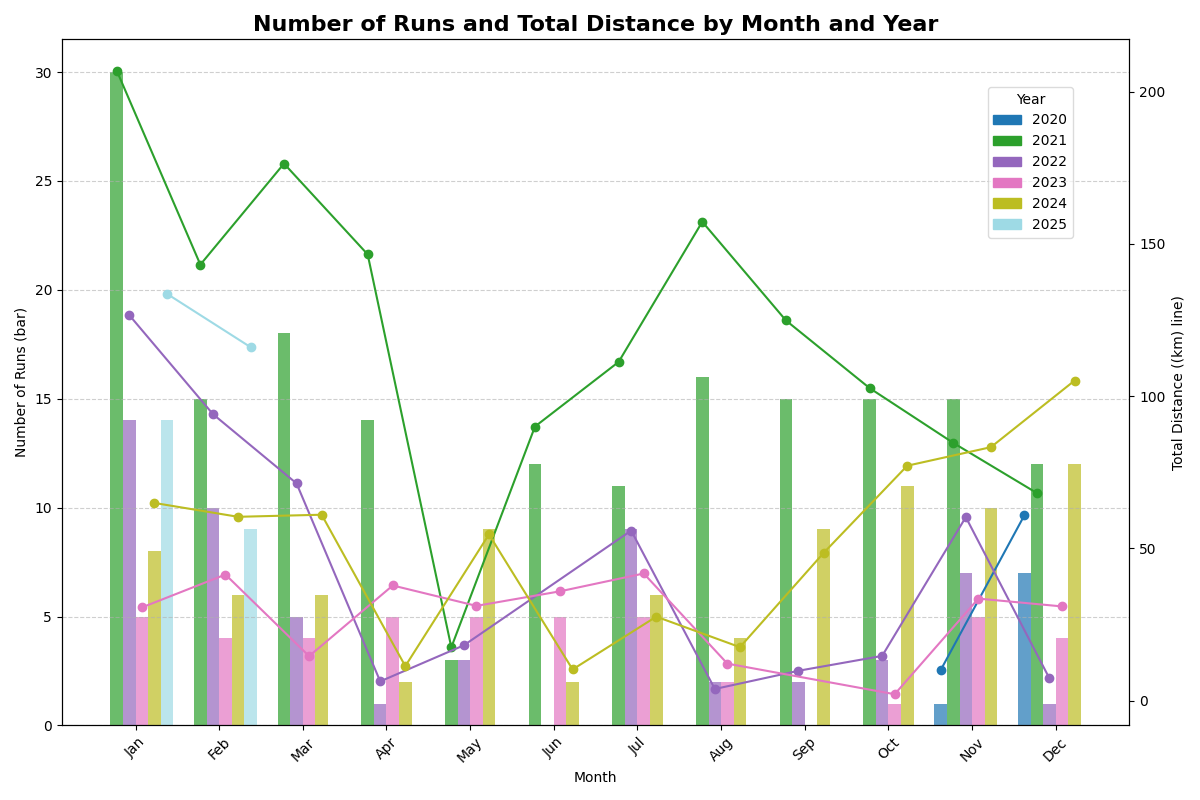 Number of Runs and Total Distance by Month and Year
30
25
20
15
10
5
0
Number of Runs (bar)
200
150
100
50
0
Total Distance ((km) line)
Year
2020
2021
2022
2023
2024
2025
Jan
Feb
Mar
Apr
May
Jun
Jul
Aug
Sep
Oct
Nov
Dec
Month